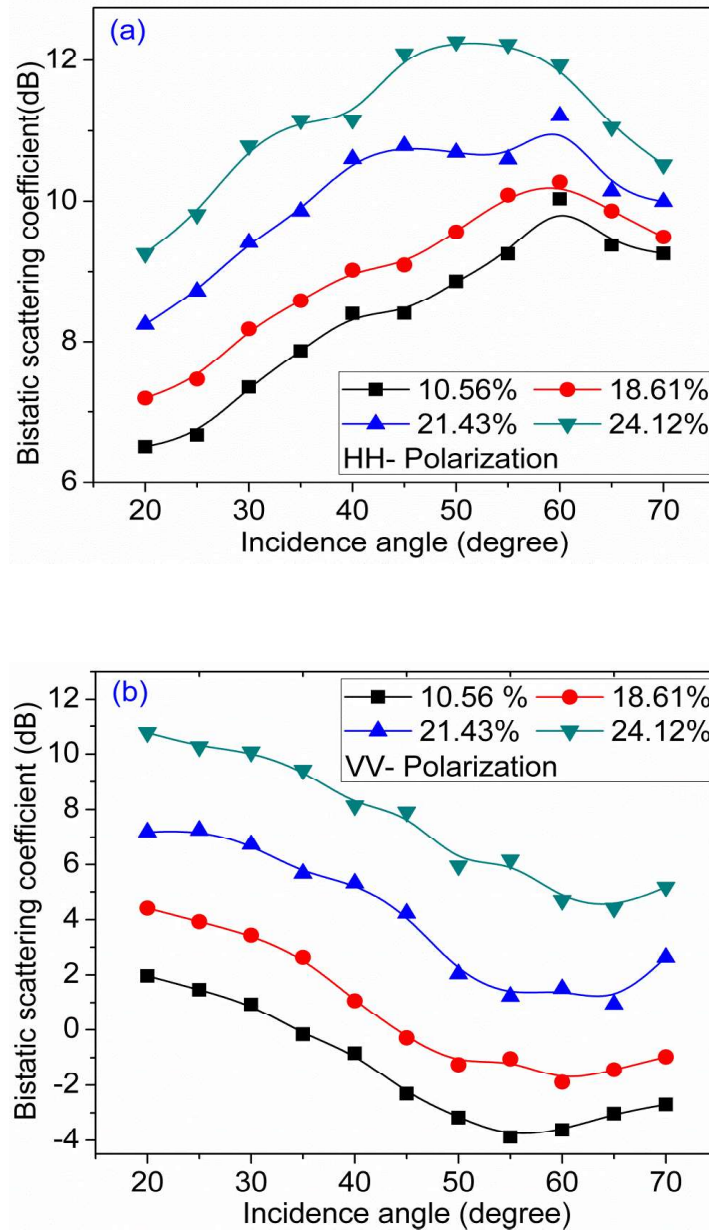 (a)
Bistatic scattering coefficient(dB)
12
10
8
6
10.56% 18.61%
21.43% 24.12%
HH- Polarization
20 30 40 50 60 70
Incidence angle (degree)
(b)
Bistatic scattering coefficient (dB)
12
10
8
6
4
2
0
-2
-4
10.56 % 18.61%
21.43% 24.12%
VV- Polarization
20 30 40 50 60 70
Incidence angle (degree)